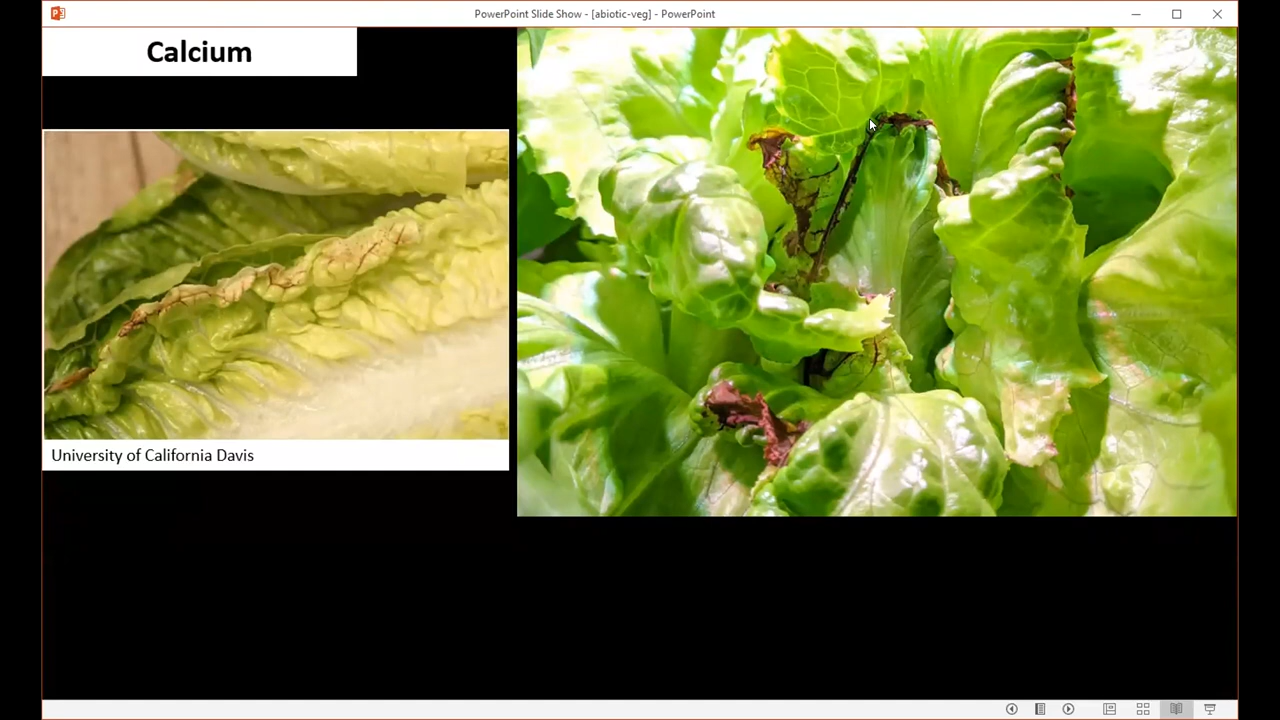 PowerPoint Slide Show - [abiotic-veg] - PowerPoint
Calcium
University of California Davis